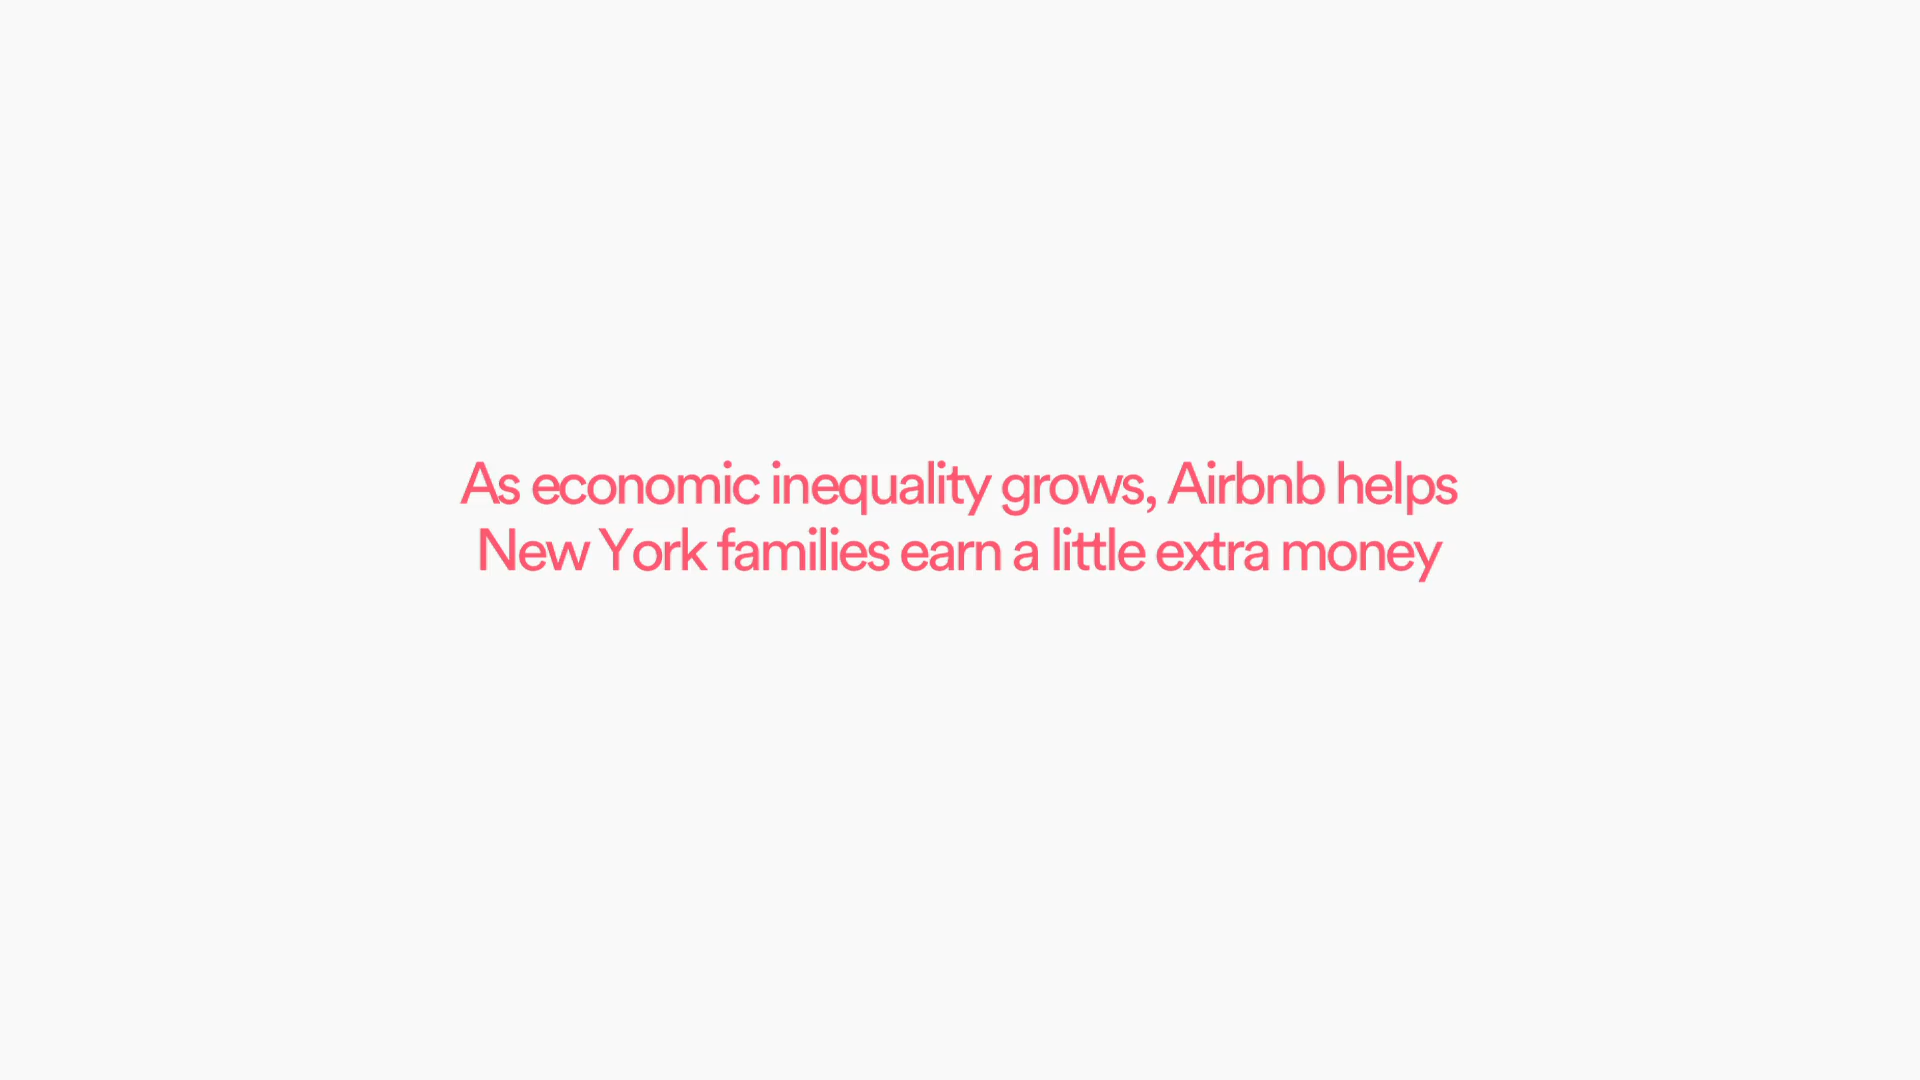 As economic inequality grows, Airbnb helps
New York families earn a little extra money